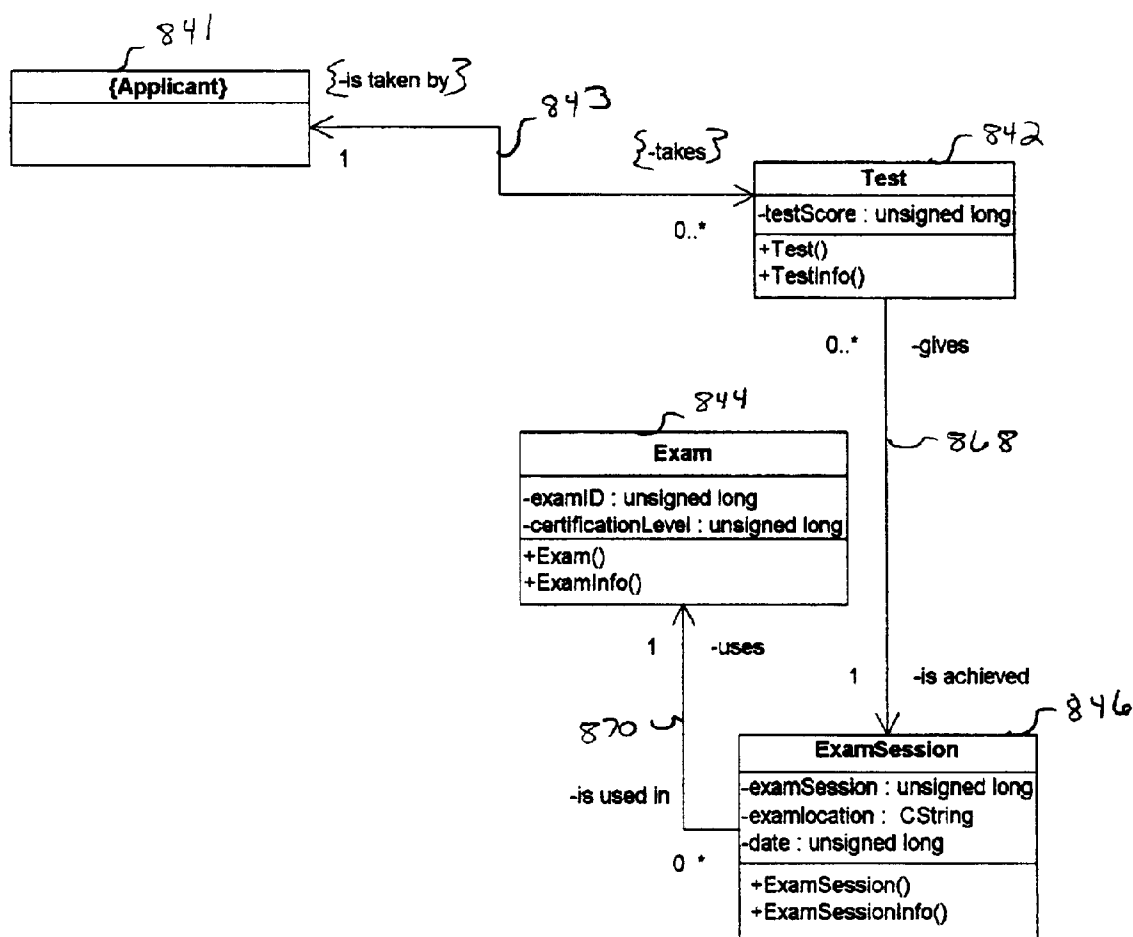 841
{Applicant}
{-is taken by}
843
1
{-takes}
842
0..*
Test
-testScore : unsigned long
+Test()
+TestInfo()
0..*
-gives
844
868
Exam
-examID : unsigned long
-certificationLevel : unsigned long
+Exam()
+ExamInfo()
1
-uses
1
-is achieved
846
870
ExamSession
-is used in
-examSession : unsigned long
-examlocation : CString
-date : unsigned long
0 *
+ExamSession()
+ExamSessionInfo()